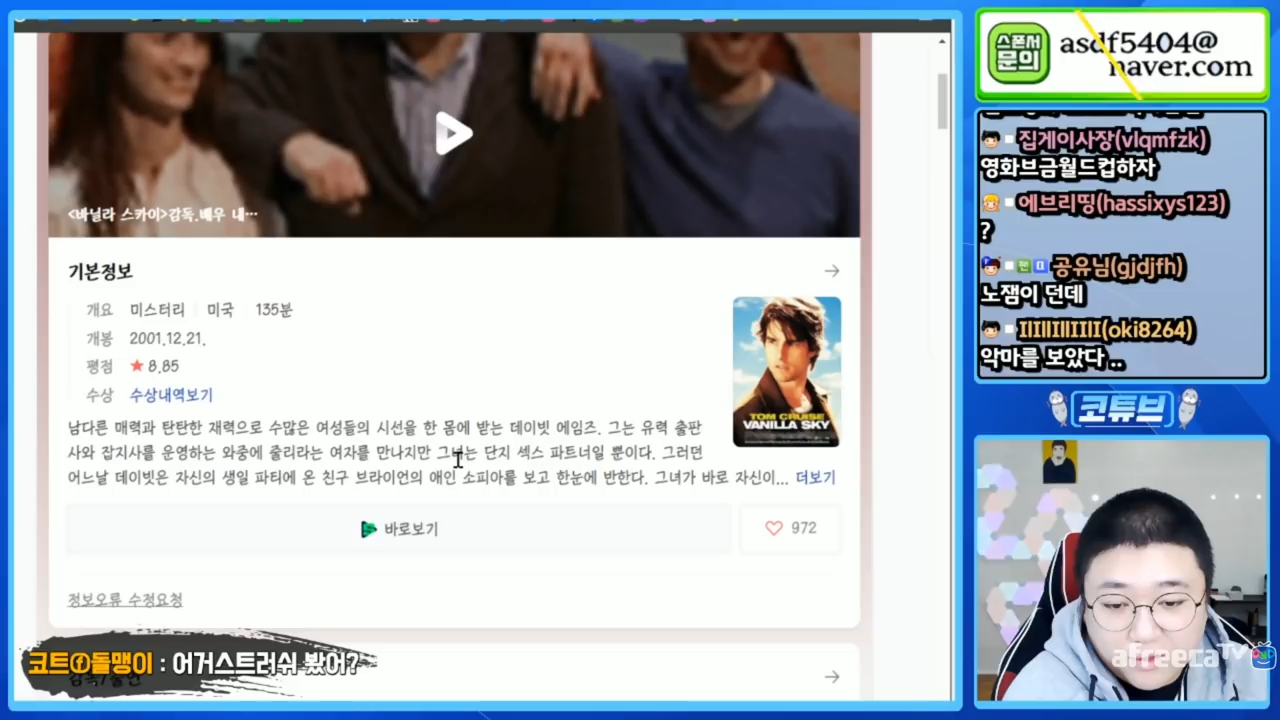 <바닐라 스카이>감독,배우 내…
기본정보
개요 미스터리 미국 135분
개봉 2001.12.21.
평점 ★ 8.85
수상 수상내역보기
남다른 매력과 탄탄한 재력으로 수많은 여성들의 시선을 한 몸에 받는 데이빗 에임즈. 그는 유력 출판
사와 잡지사를 운영하는 와중에 줄리라는 여자를 만나지만 그녀는 단지 섹스 파트너일 뿐이다. 그러던
어느날 데이빗은 자신의 생일 파티에 온 친구 브라이언의 애인 소피아를 보고 한눈에 반한다. 그녀가 바로 자신이... 더보기
TOM CRUISE
VANILLA SKY
바로보기
972
정보오류 수정요청
코트ⓕ돌맹이 : 어거스트러쉬 봤어?
스폰서
문의
asdf5404@
naver.com
집게이사장(vlqmfzk)
영화브금월드컵하자
에브리띵(hassixys123)
?
팬 공유님(gjdjfh)
노잼이 던데
IlIIlIlIIlI(oki8264)
악마를 보았다 ..
코튜브
afreecaTV